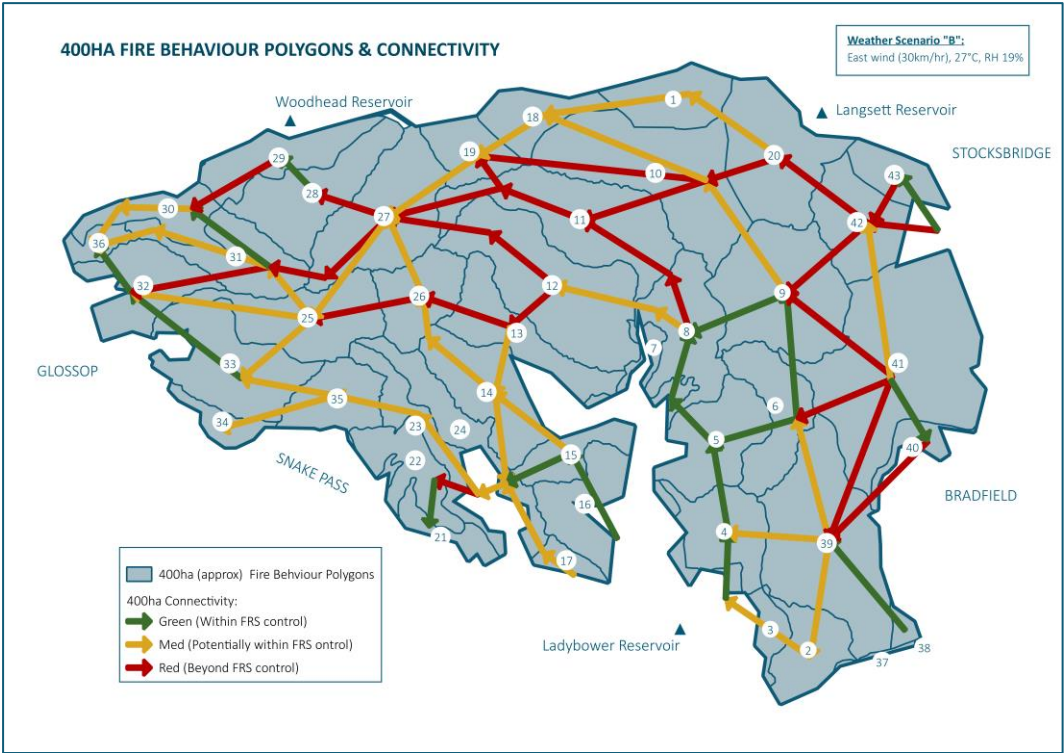 400HA FIRE BEHAVIOUR POLYGONS & CONNECTIVITY
Weather Scenario "B":
East wind (30km/hr), 27°C, RH 19%
Woodhead Reservoir
Langsett Reservoir
STOCKSBRIDGE
GLOSSOP
SNAKE PASS
BRADFIELD
Ladybower Reservoir
1
18
19
20
29
10
43
28
30
27
11
42
36
31
32
26
12
9
25
13
8
7
33
41
14
35
6
34
23
24
5
40
22
15
16
21
4
39
17
3
2
38
37
400ha (approx) Fire Behviour Polygons
400ha Connectivity:
Green (Within FRS control)
Med (Potentially within FRS ontrol)
Red (Beyond FRS control)